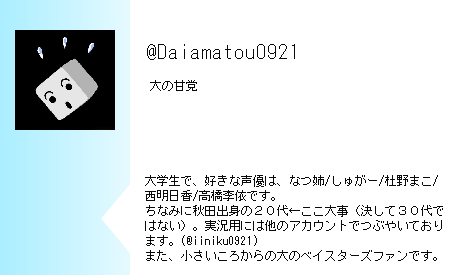 @Daiamatou0921
大の甘党
大学生で、好きな声優は、なつ姉/しゅがー/杜野まこ/
西明日香/高橋李依です。
ちなみに秋田出身の２０代←ここ大事（決して３０代で
はない）。実況用には他のアカウントでつぶやいており
ます。(@iiniku0921)
また、小さいころからの大のベイスターズファンです。